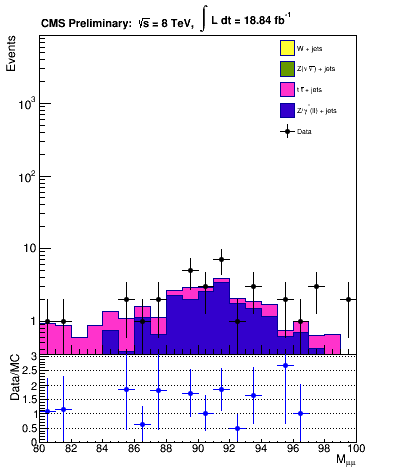 CMS Preliminary: √s = 8 TeV, ∫ L dt = 18.84 fb⁻¹
Events
W + jets
Z(ν ν̄) + jets
t t̄ + jets
Z/γ*(ll) + jets
Data
10³
10²
10
1
Data/MC
3
2.5
2
1.5
1
0.5
0
80 82 84 86 88 90 92 94 96 98 100
Mμμ